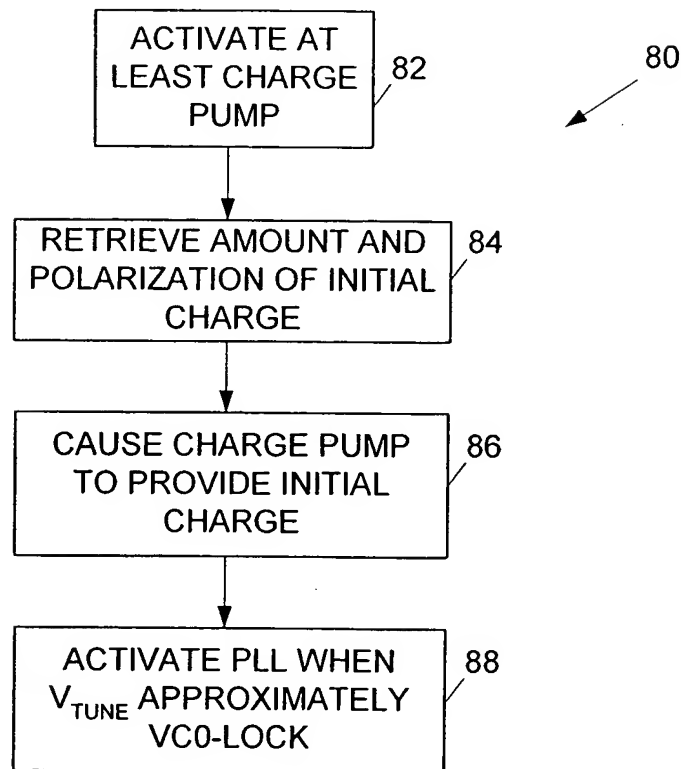 ACTIVATE AT
LEAST CHARGE
PUMP
82
80
RETRIEVE AMOUNT AND
POLARIZATION OF INITIAL
CHARGE
84
CAUSE CHARGE PUMP
TO PROVIDE INITIAL
CHARGE
86
ACTIVATE PLL WHEN
VTUNE APPROXIMATELY
VC0-LOCK
88